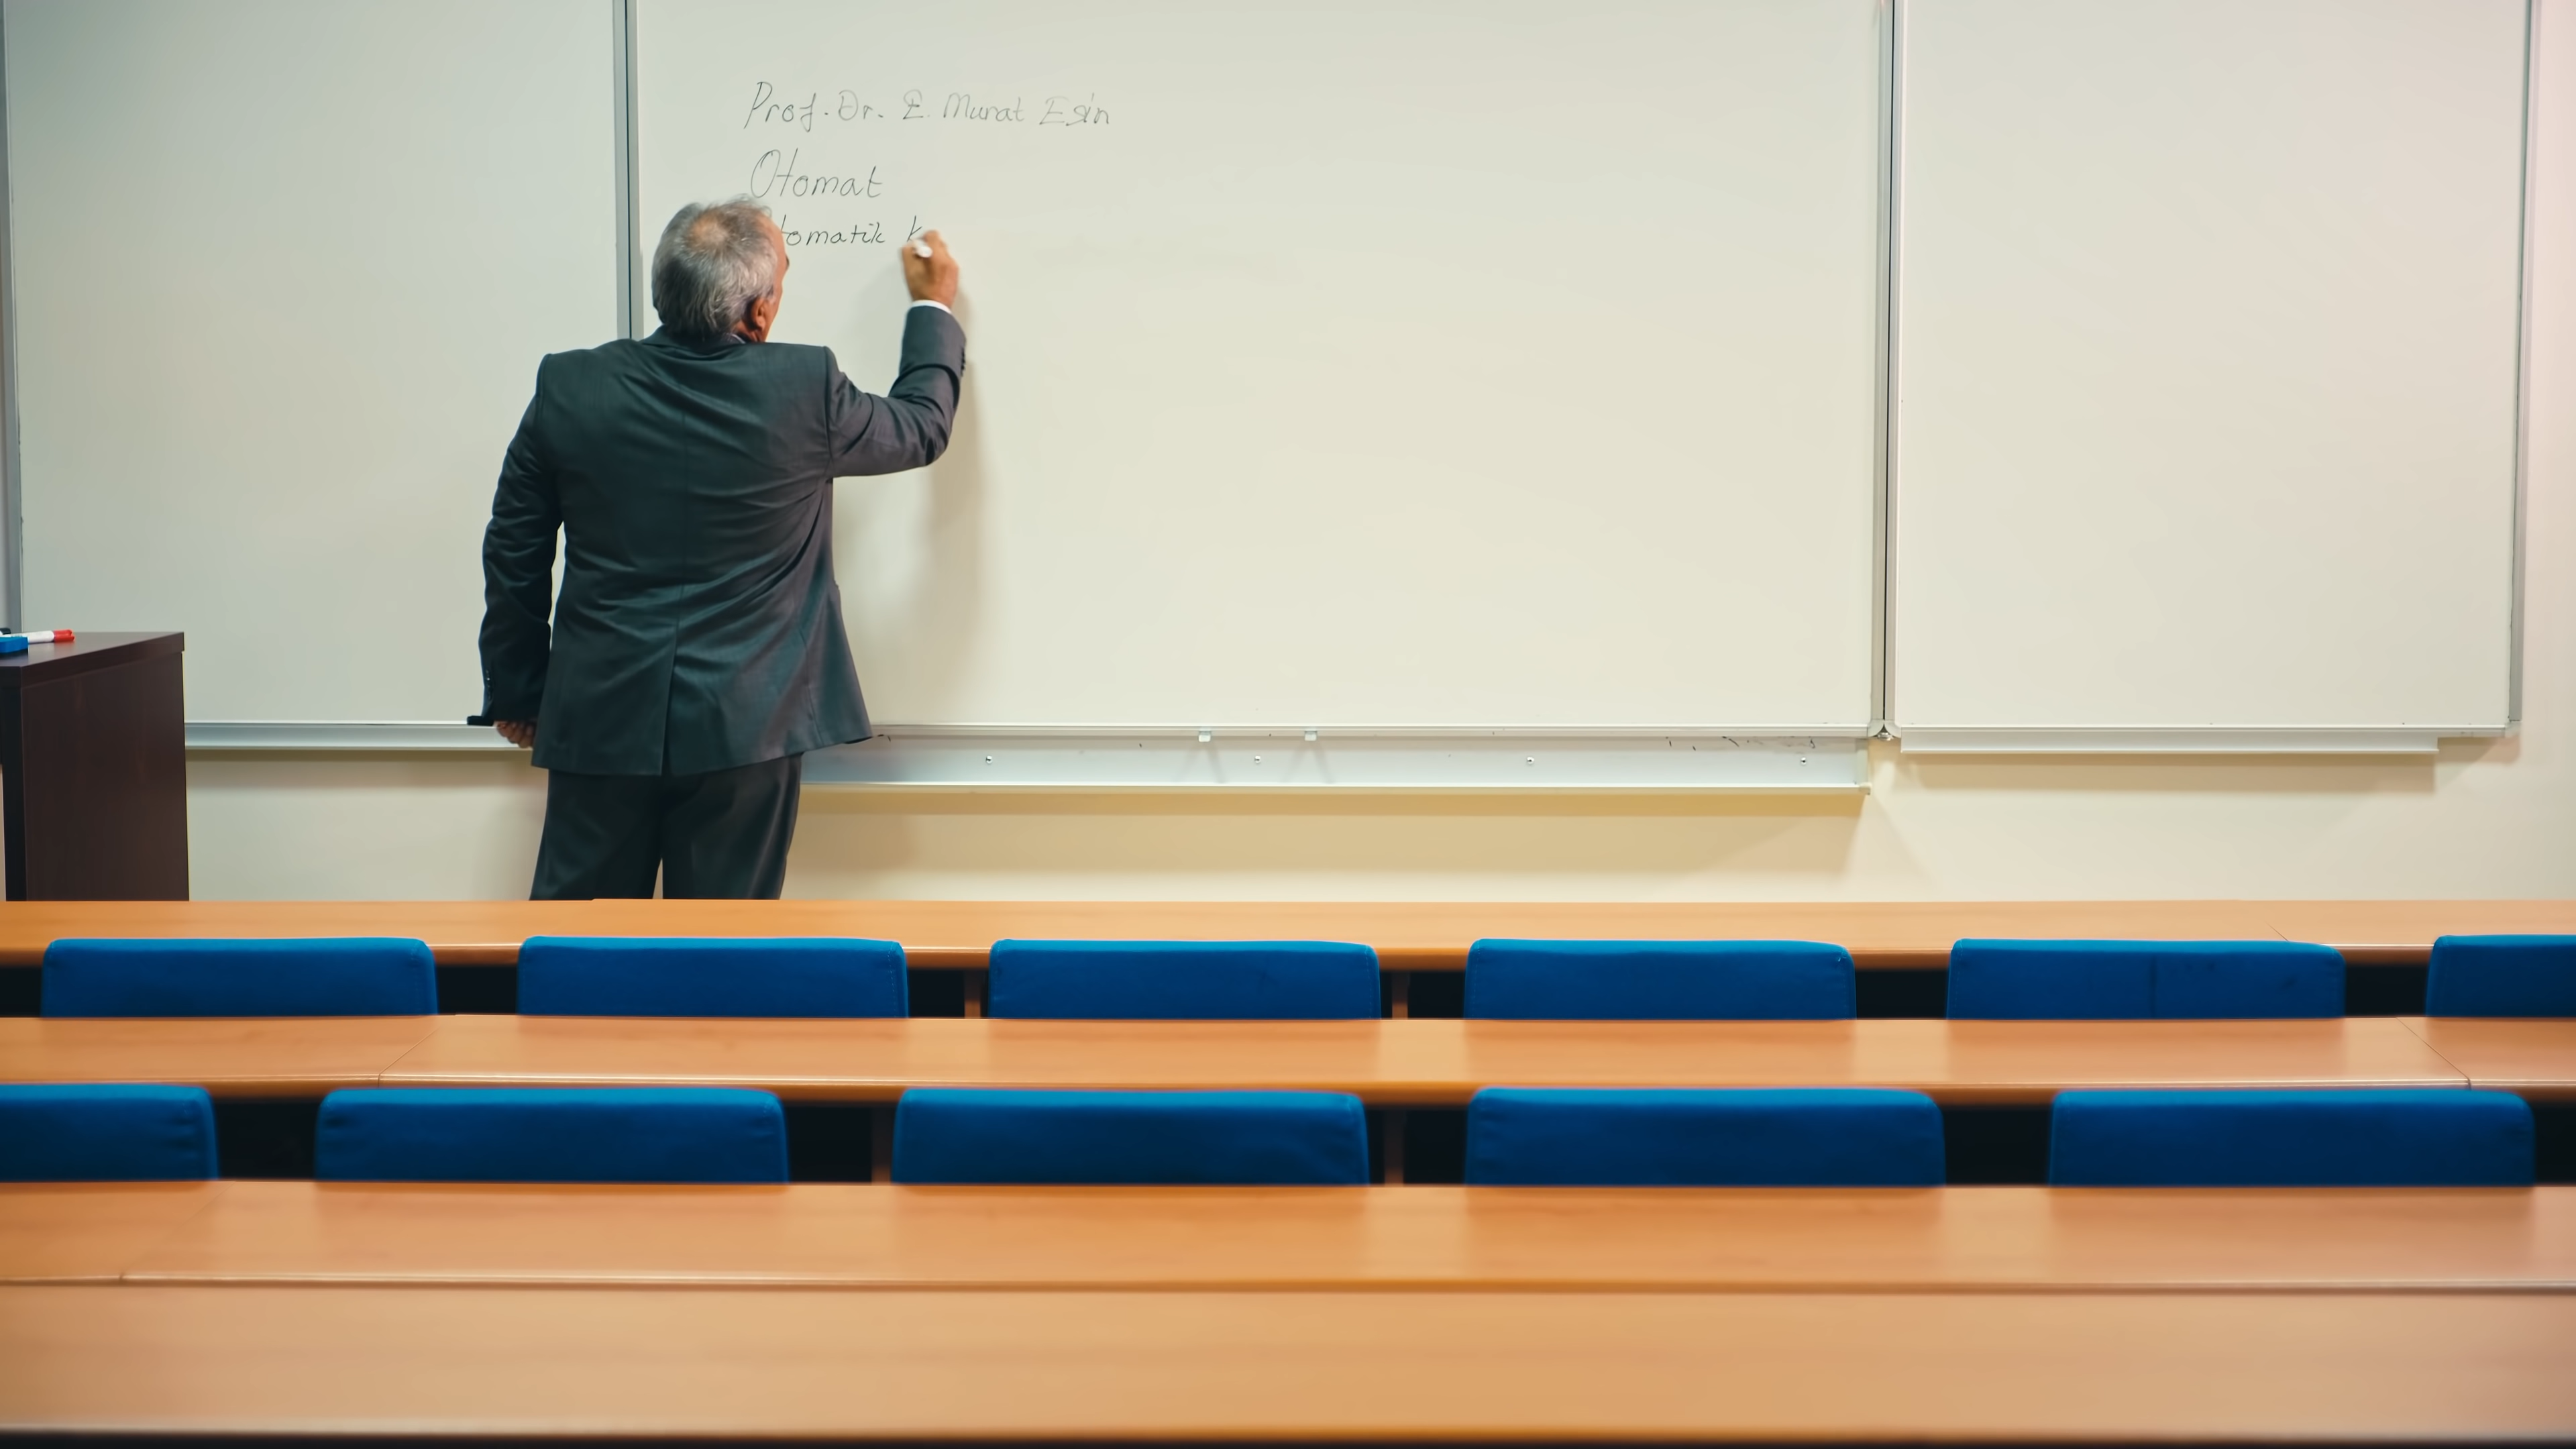 Prof. Dr. E. Murat Esin
Otomat
tomatik K